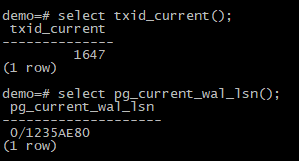 demo=# select txid_current();
 txid_current
--------------
         1647
(1 row)

demo=# select pg_current_wal_lsn();
 pg_current_wal_lsn
--------------------
 0/1235AE80
(1 row)